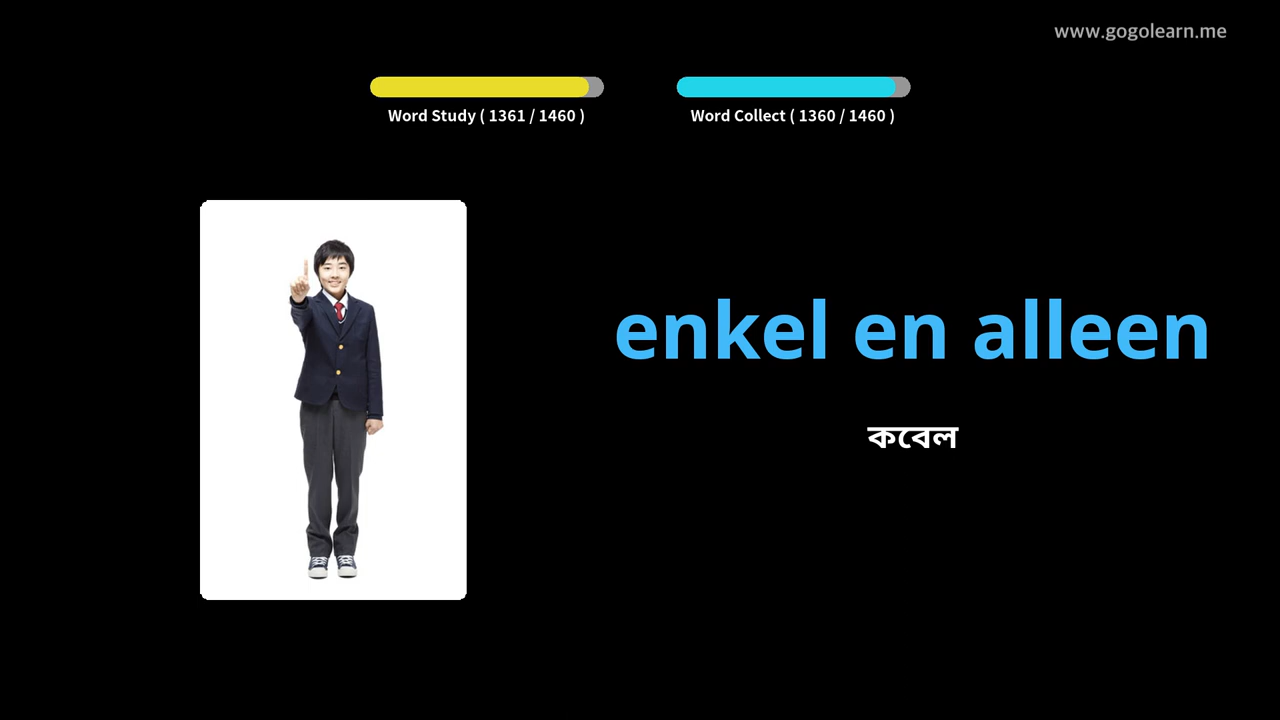 www.gogolearn.me
Word Study ( 1361 / 1460 )
Word Collect ( 1360 / 1460 )
enkel en alleen
কবেল